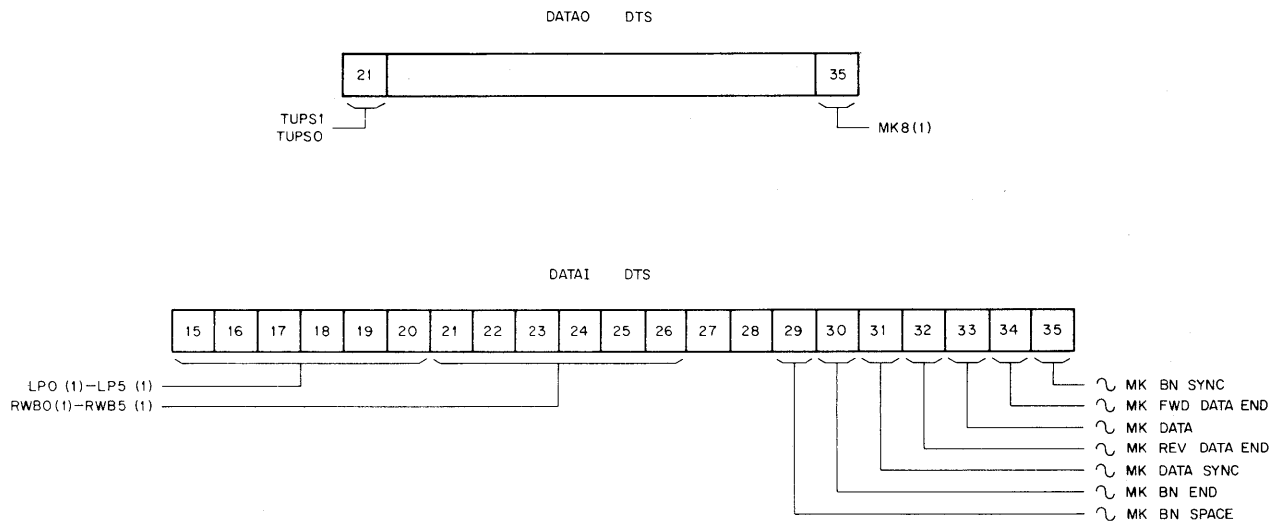 DATAO DTS
21 35
TUPS1
TUPSO
MK8(1)
DATAI DTS
15 16 17 18 19 20 21 22 23 24 25 26 27 28 29 30 31 32 33 34 35
LPO (1)–LP5 (1)
RWBO(1)–RWB5 (1)
∿ MK BN SYNC
∿ MK FWD DATA END
∿ MK DATA
∿ MK REV DATA END
∿ MK DATA SYNC
∿ MK BN END
∿ MK BN SPACE